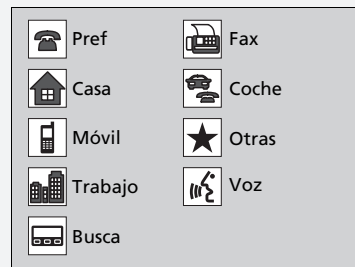 Pref
Fax
Casa
Coche
Móvil
Otras
Trabajo
Voz
Busca